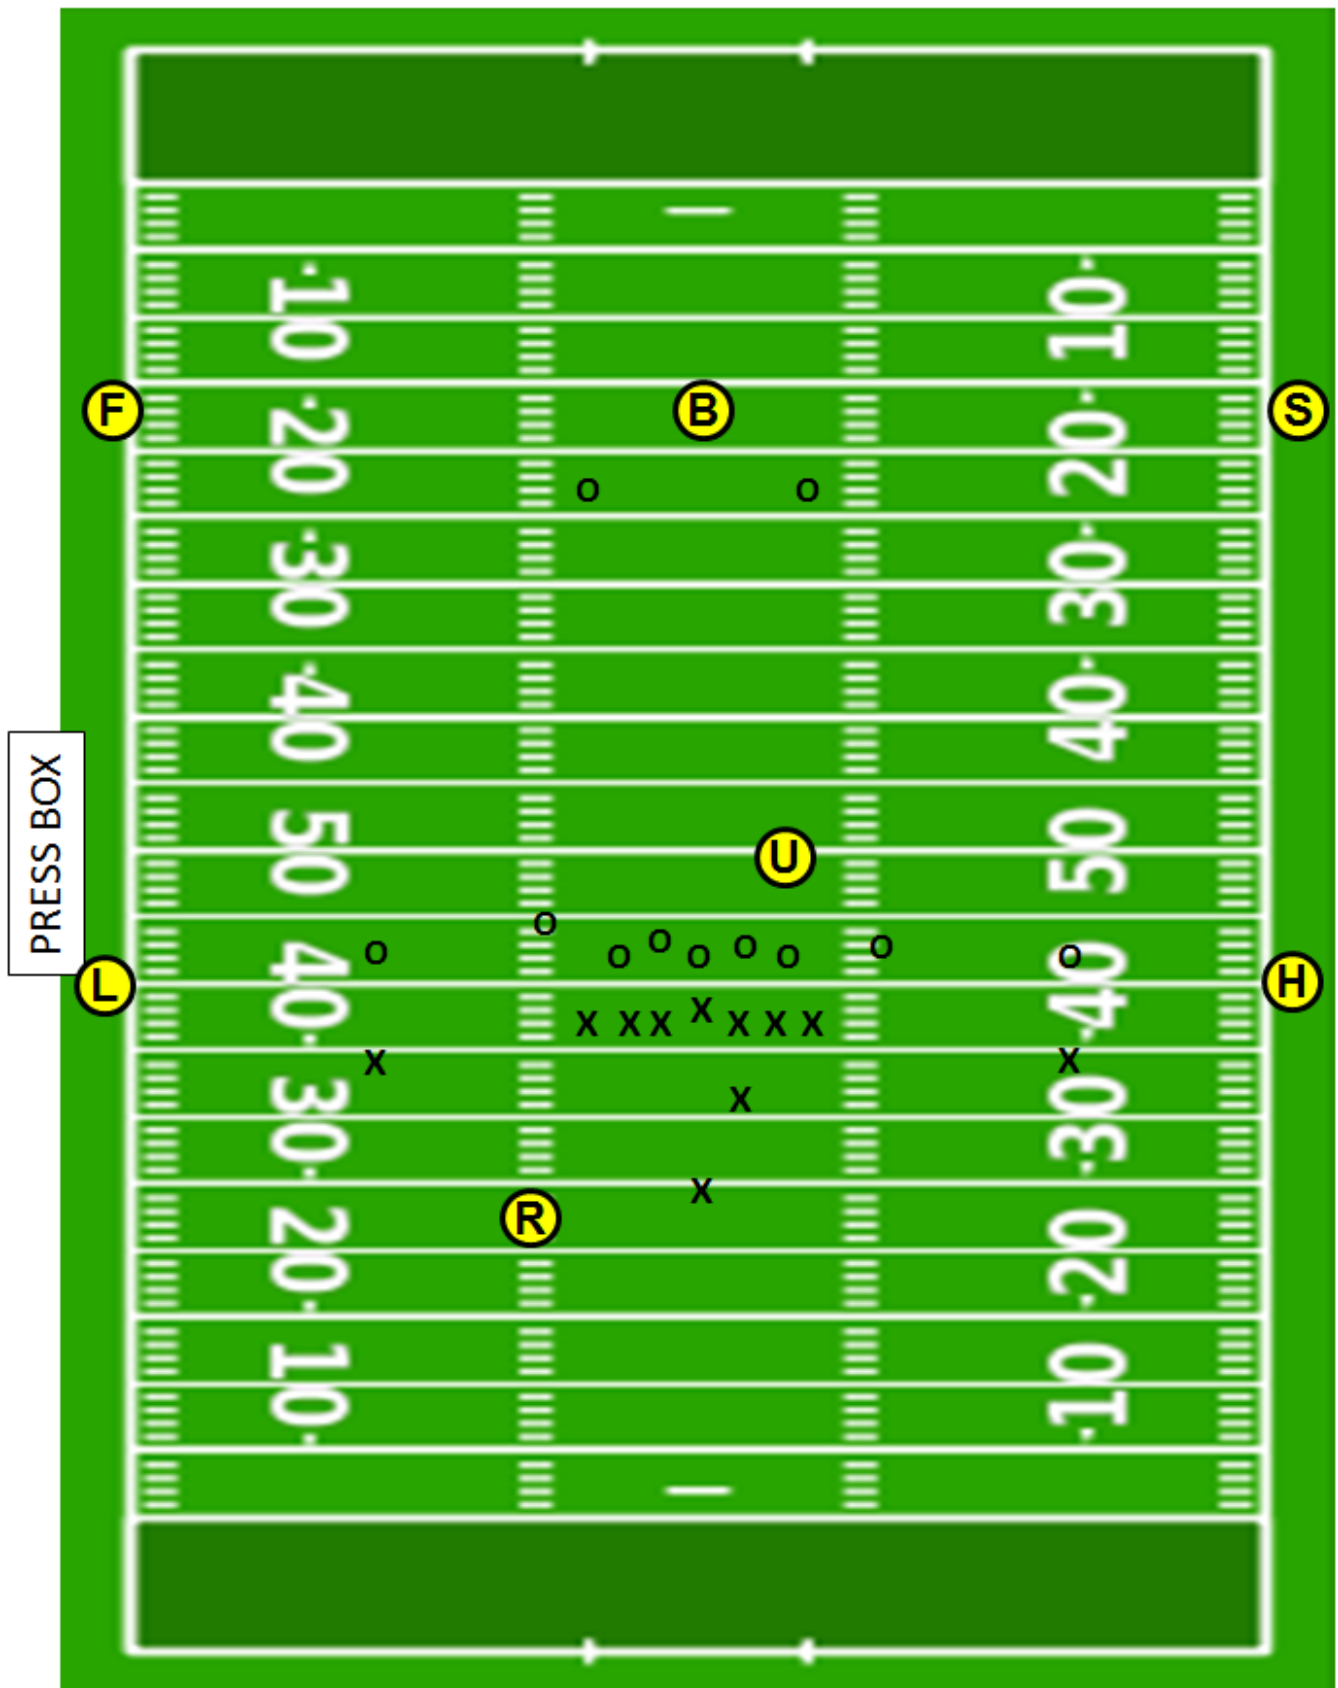 10 10
F B S
20 20
O O
30 30
40 40
PRESS BOX
50 U 50
O
O O O O O O O O
L 40 40 H
X
X X X X X X
X X
30 X 30
X
R
20 20
10 10